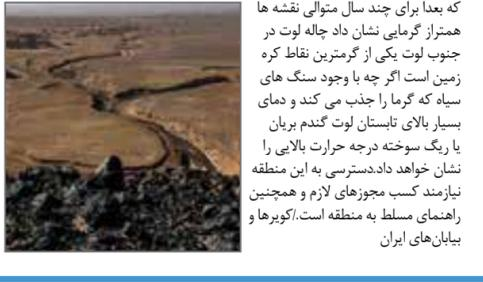 که بعدا برای چند سال متوالی نقشه ها
همتراز گرمایی نشان داد چاله لوت در
جنوب لوت یکی از گرمترین نقاط کره
زمین است اگر چه با وجود سنگ های
سیاه که گرما را جذب می کند و دمای
بسیار بالای تابستان لوت گندم بریان
یا ریگ سوخته درجه حرارت بالایی را
نشان خواهد داد.دسترسی به این منطقه
نیازمند کسب مجوزهای لازم و همچنین
راهنمای مسلط به منطقه است./کویرها و
بیابان‌های ایران